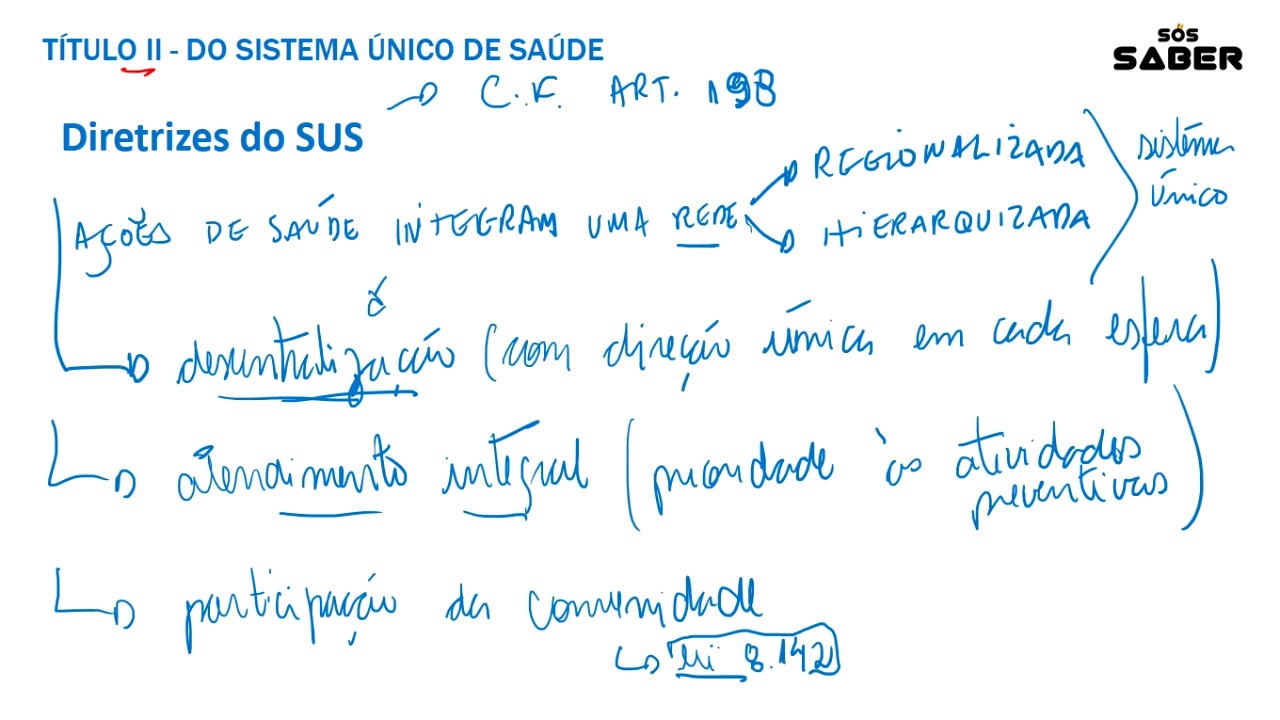 TÍTULO II - DO SISTEMA ÚNICO DE SAÚDE
SÓS
SABER
C.F. ART. 198
Diretrizes do SUS
AÇÕES DE SAÚDE INTEGRAM UMA REDE
REGIONALIZADA
HIERARQUIZADA
sistema
único
descentralização (com direção única em cada esfera)
atendimento integral (prioridade às atividades
preventivas)
participação da comunidade
lei 8.142